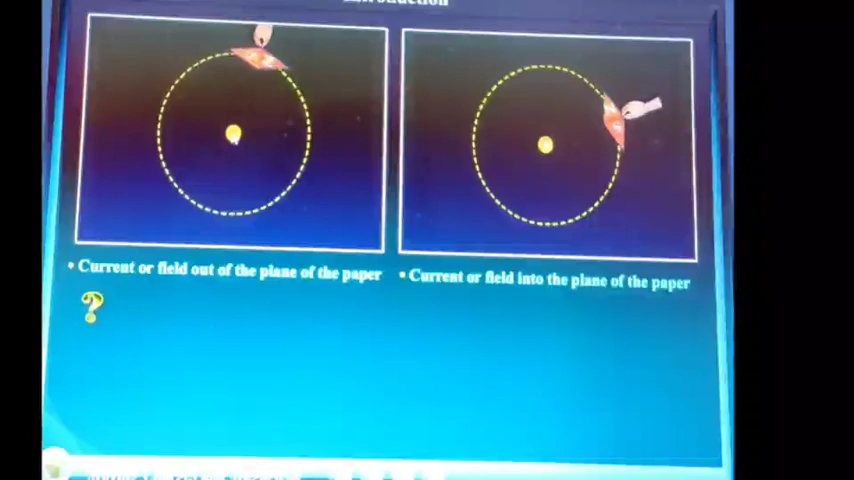 Introduction
• Current or field out of the plane of the paper
• Current or field into the plane of the paper
?